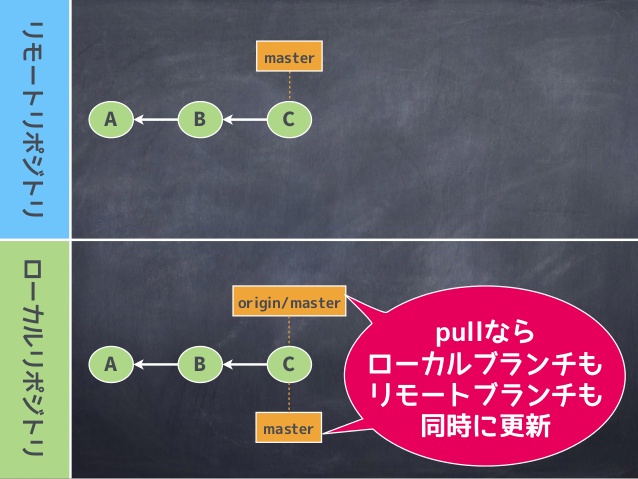 リモートリポジトリ
master
A
B
C
ローカルリポジトリ
origin/master
A
B
C
master
pullなら
ローカルブランチも
リモートブランチも
同時に更新